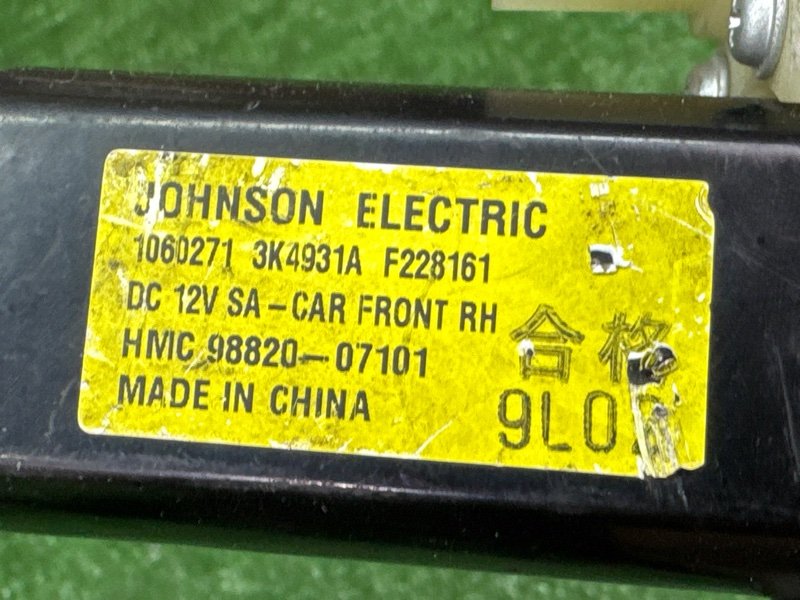 JOHNSON ELECTRIC
1060271 3K4931A F228161
DC 12V SA-CAR FRONT RH
HMC 98820-07101
合格
MADE IN CHINA